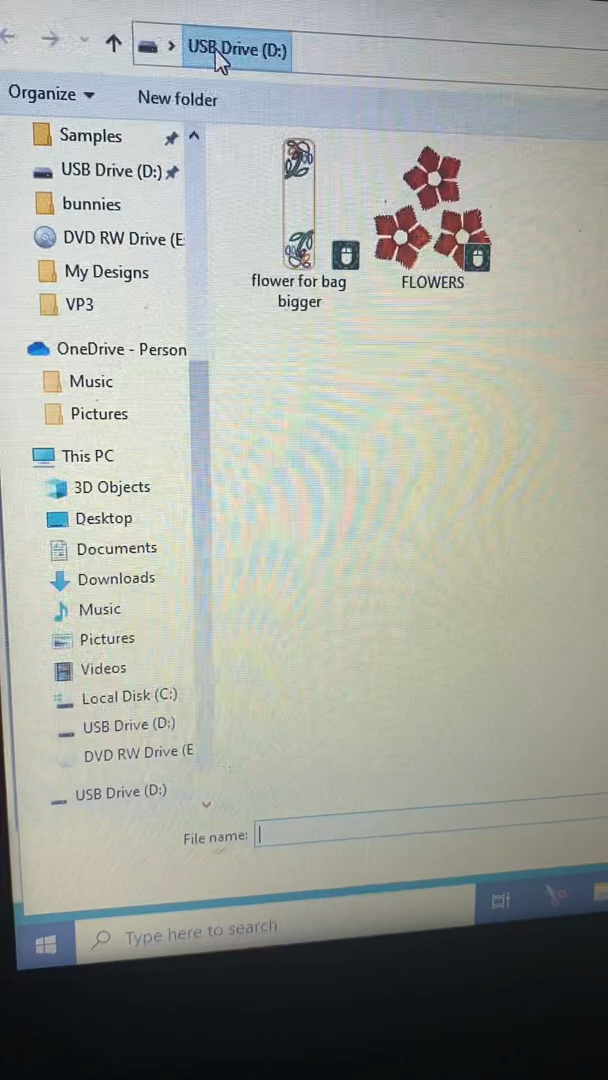 USB Drive (D:)
Organize
New folder
Samples
USB Drive (D:)
bunnies
DVD RW Drive (E:
My Designs
VP3
OneDrive - Person
Music
Pictures
This PC
3D Objects
Desktop
Documents
Downloads
Music
Pictures
Videos
Local Disk (C:)
USB Drive (D:)
DVD RW Drive (E
USB Drive (D:)
flower for bag
bigger
FLOWERS
File name:
Type here to search